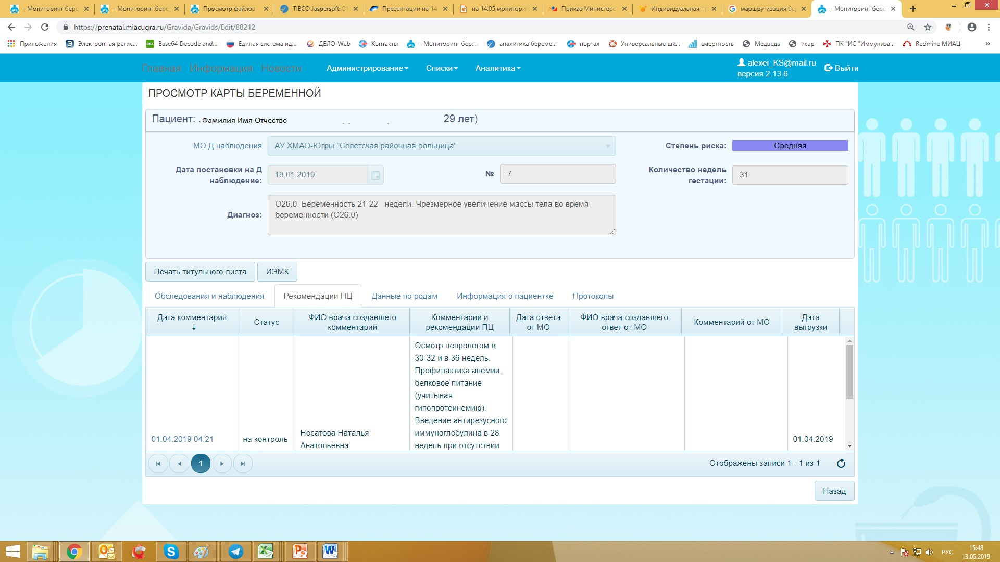 - Мониторинг бере
- Мониторинг бере
Просмотр файлов
TIBCO Jaspersoft: 01
Презентации на 14.
на 14.05 мониторин
Приказ Министерст
Индивидуальная п
маршрутизация бер
- Мониторинг бере
https://prenatal.miacugra.ru/Gravida/Gravids/Edit/88212
Приложения
Электронная регис...
Base64 Decode and...
Единая система ид...
ДЕЛО-Web
Контакты
- Мониторинг бер...
аналитика береме...
портал
Универсальные шк...
смертность
Медведь
исар
ПК "ИС "Иммуниза...
Redmine МИАЦ
»
Главная Информация Новости Администрирование Списки Аналитика
alexei_KS@mail.ru
версия 2.13.6
Выйти
ПРОСМОТР КАРТЫ БЕРЕМЕННОЙ
Пациент: . Фамилия Имя Отчество 29 лет)
МО Д наблюдения АУ ХМАО-Югры "Советская районная больница" Степень риска: Средняя
Дата постановки на Д наблюдение: 19.01.2019 № 7 Количество недель гестации: 31
Диагноз:
О26.0, Беременность 21-22 недели. Чрезмерное увеличение массы тела во время
беременности (О26.0)
Печать титульного листа ИЭМК
Обследования и наблюдения Рекомендации ПЦ Данные по родам Информация о пациентке Протоколы
Дата комментария
Статус
ФИО врача создавшего
комментарий
Комментарии и
рекомендации ПЦ
Дата ответа
от МО
ФИО врача создавшего
ответ от МО
Комментарий от МО
Дата
выгрузки
01.04.2019 04:21
на контроль
Носатова Наталья
Анатольевна
Осмотр неврологом в
30-32 и в 36 недель.
Профилактика анемии,
белковое питание
(учитывая
гипопротеинемию).
Введение антирезусного
иммуноглобулина в 28
недель при отсутствии
01.04.2019
1
Отображены записи 1 - 1 из 1
Назад
РУС
15:48
13.05.2019